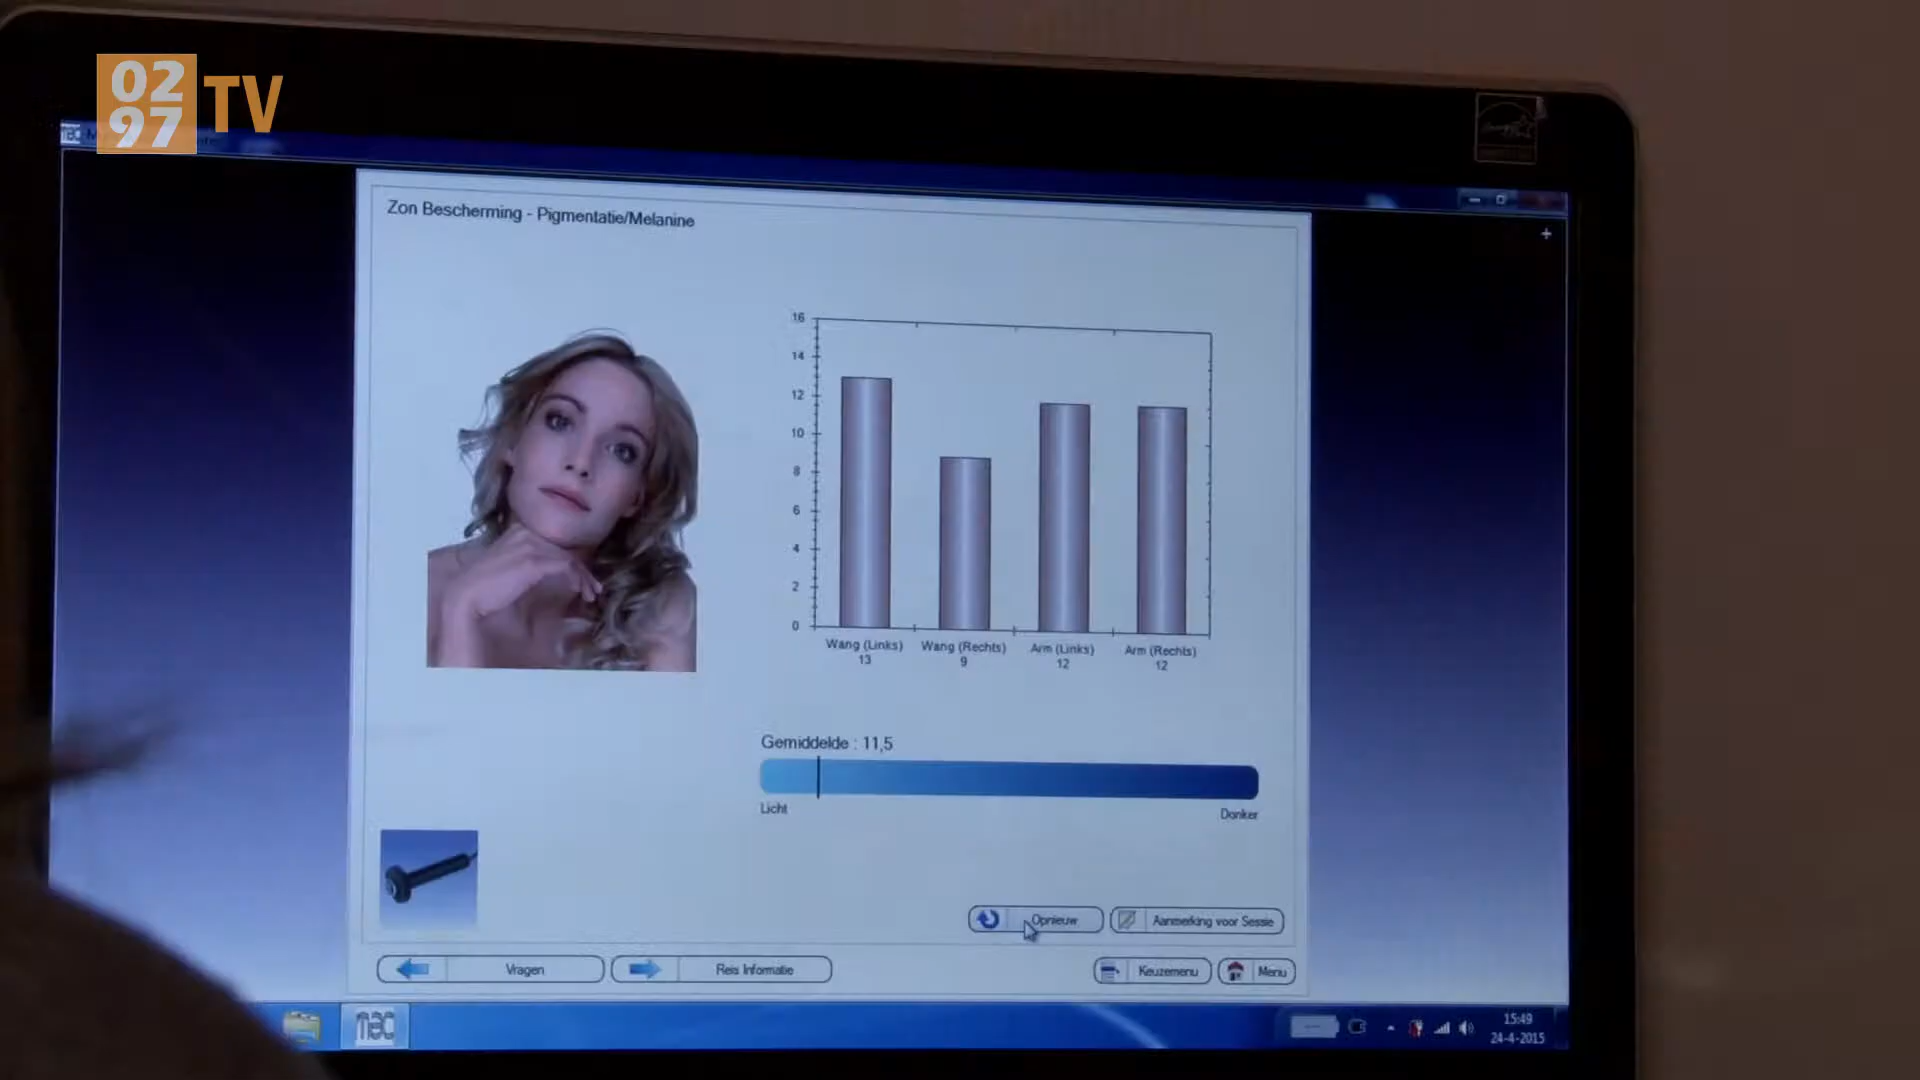 02
97 TV
Zon Bescherming - Pigmentatie/Melanine
16
14
12
10
8
6
4
2
0
Wang (Links) Wang (Rechts) Arm (Links) Arm (Rechts)
13 9 12 12
Gemiddelde : 11,5
Licht Donker
Opnieuw Aanmerking voor Sessie
Vragen Reis Informatie Keuzemenu Menu
15:49
24-4-2015